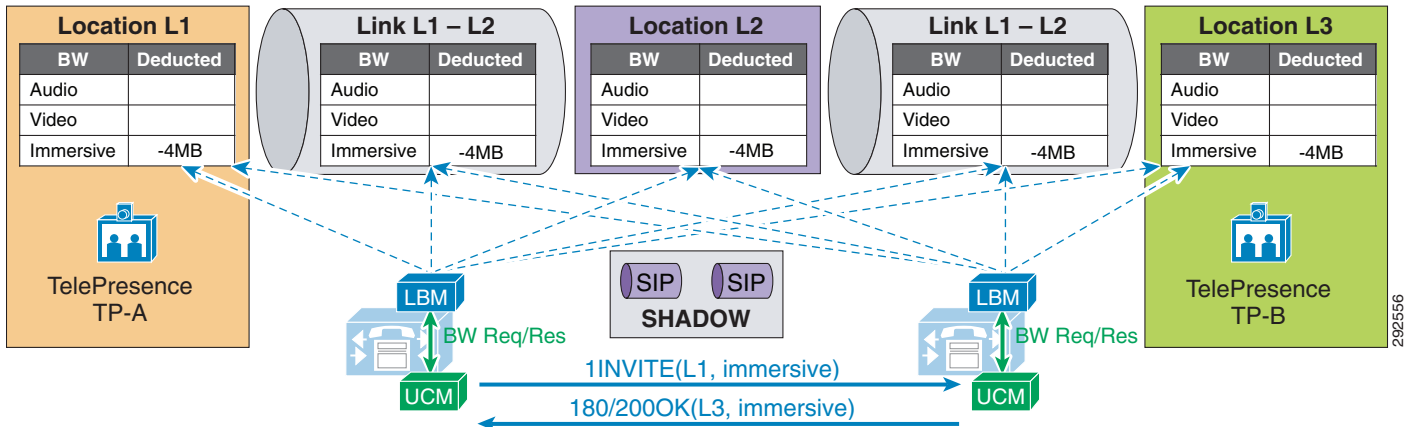 Location L1
BW Deducted
Audio
Video
Immersive -4MB
TelePresence
TP-A
Link L1 – L2
BW Deducted
Audio
Video
Immersive -4MB
Location L2
BW Deducted
Audio
Video
Immersive -4MB
Link L1 – L2
BW Deducted
Audio
Video
Immersive -4MB
Location L3
BW Deducted
Audio
Video
Immersive -4MB
TelePresence
TP-B
LBM
BW Req/Res
UCM
SIP SIP
SHADOW
LBM
BW Req/Res
UCM
1INVITE(L1, immersive)
180/200OK(L3, immersive)
292556